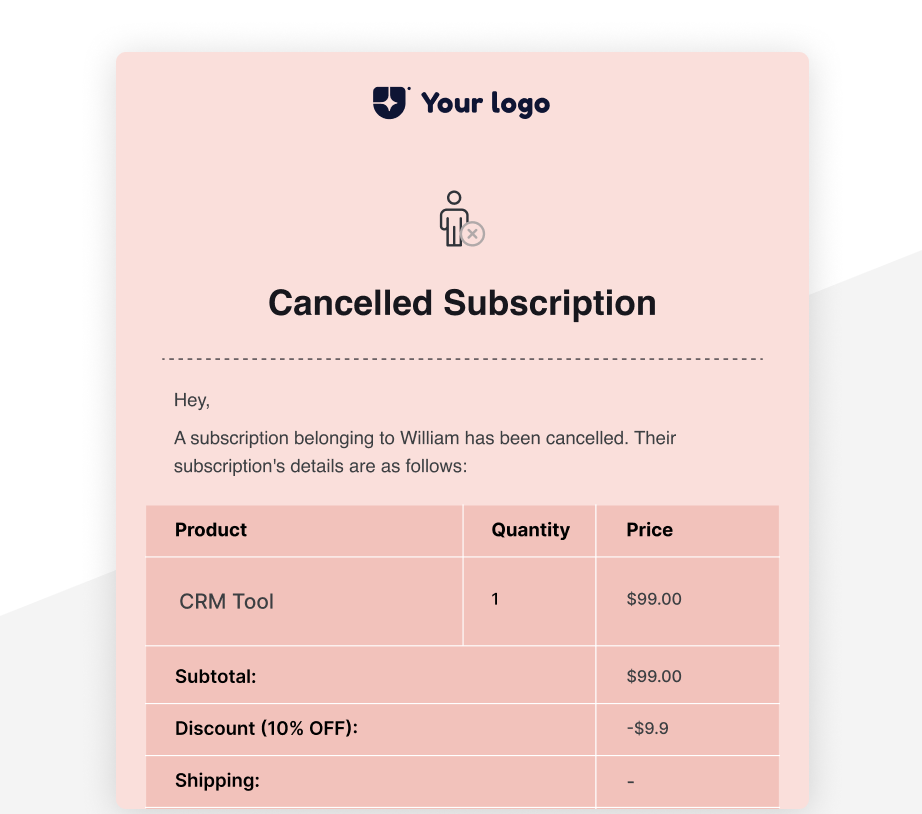 Your logo
Cancelled Subscription
Hey,
A subscription belonging to William has been cancelled. Their
subscription's details are as follows:
Product Quantity Price
CRM Tool 1 $99.00
Subtotal: $99.00
Discount (10% OFF): -$9.9
Shipping: -